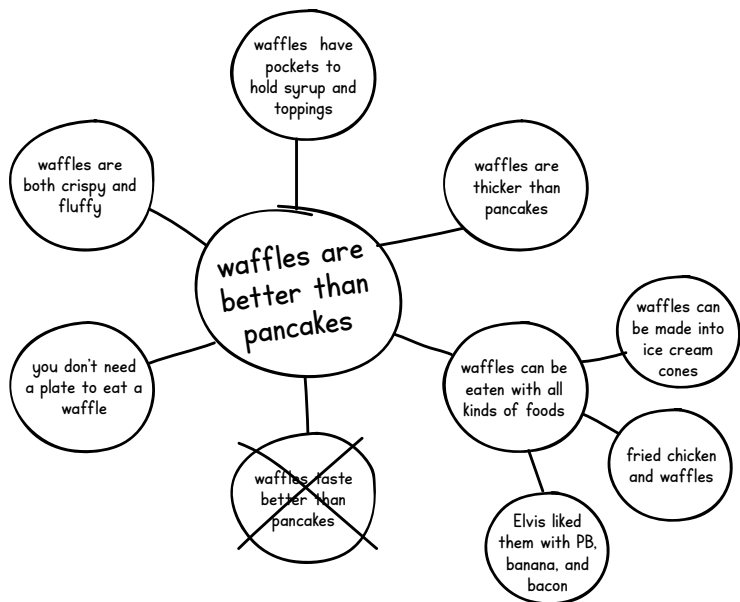 waffles have
pockets to
hold syrup and
toppings
waffles are
both crispy and
fluffy
waffles are
thicker than
pancakes
waffles are
better than
pancakes
waffles can
be made into
ice cream
cones
you don't need
a plate to eat a
waffle
waffles can be
eaten with all
kinds of foods
fried chicken
and waffles
waffles taste
better than
pancakes
Elvis liked
them with PB,
banana, and
bacon